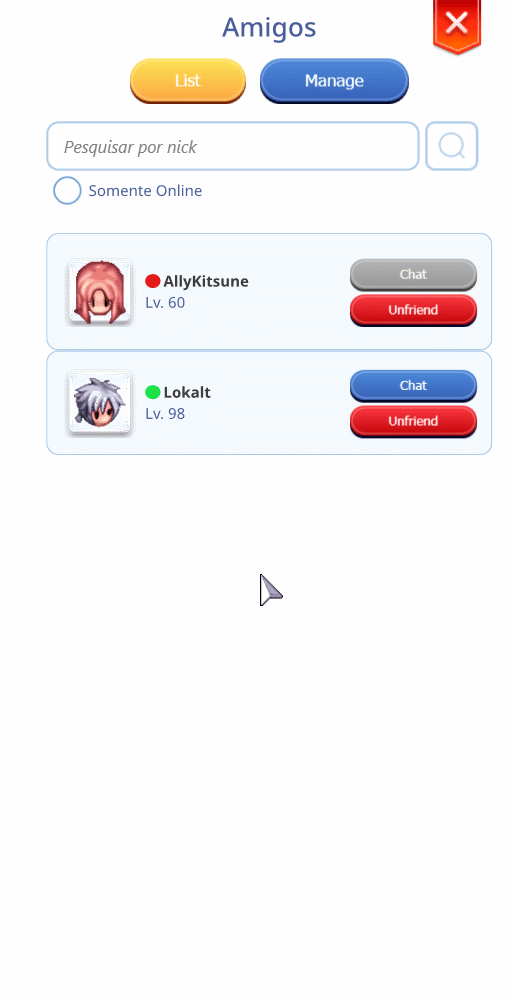 Amigos
List
Manage
Pesquisar por nick
Somente Online
AllyKitsune
Lv. 60
Chat
Unfriend
Lokalt
Lv. 98
Chat
Unfriend